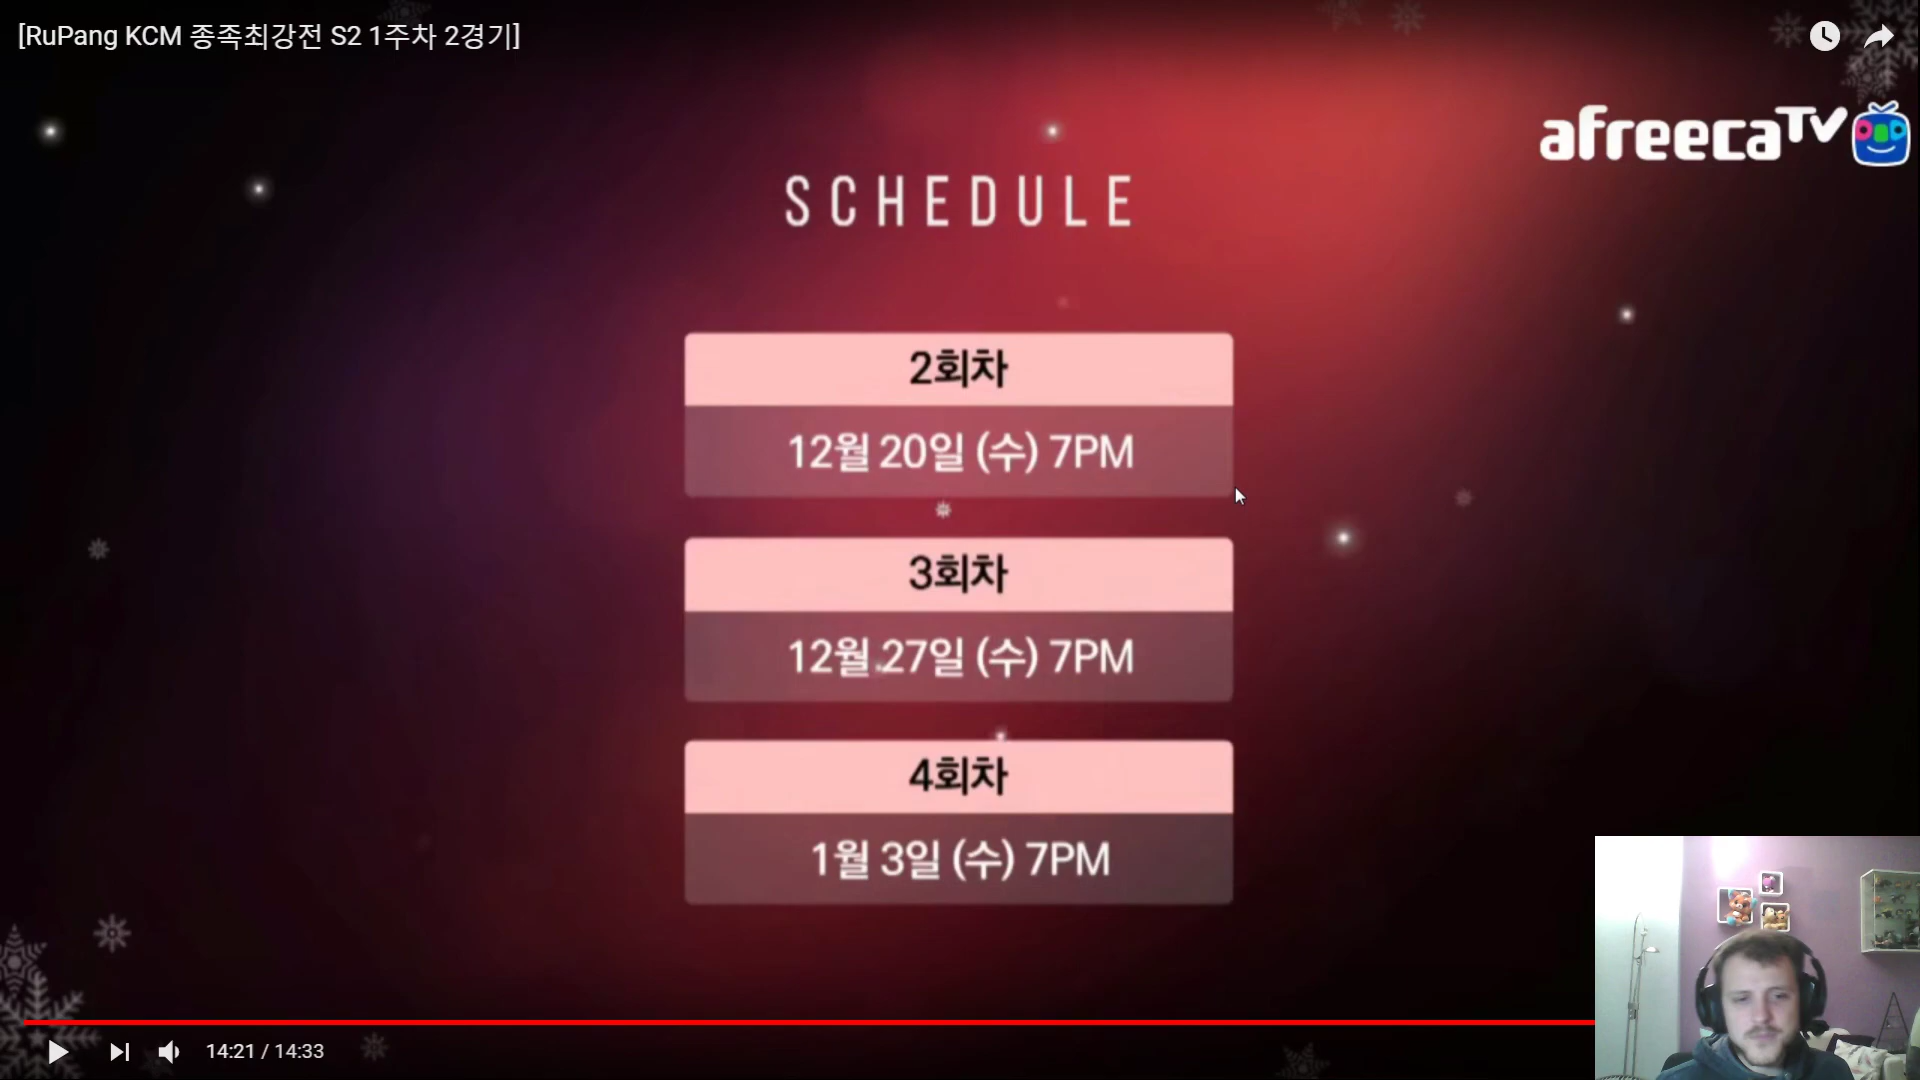 [RuPang KCM 종족최강전 S2 1주차 2경기]
afreecaTV
SCHEDULE
2회차
12월 20일 (수) 7PM
3회차
12월 27일 (수) 7PM
4회차
1월 3일 (수) 7PM
14:21 / 14:33